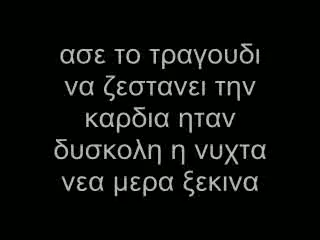 ασε το τραγουδι
να ζεστανει την
καρδια ηταν
δυσκολη η νυχτα
νεα μερα ξεκινα